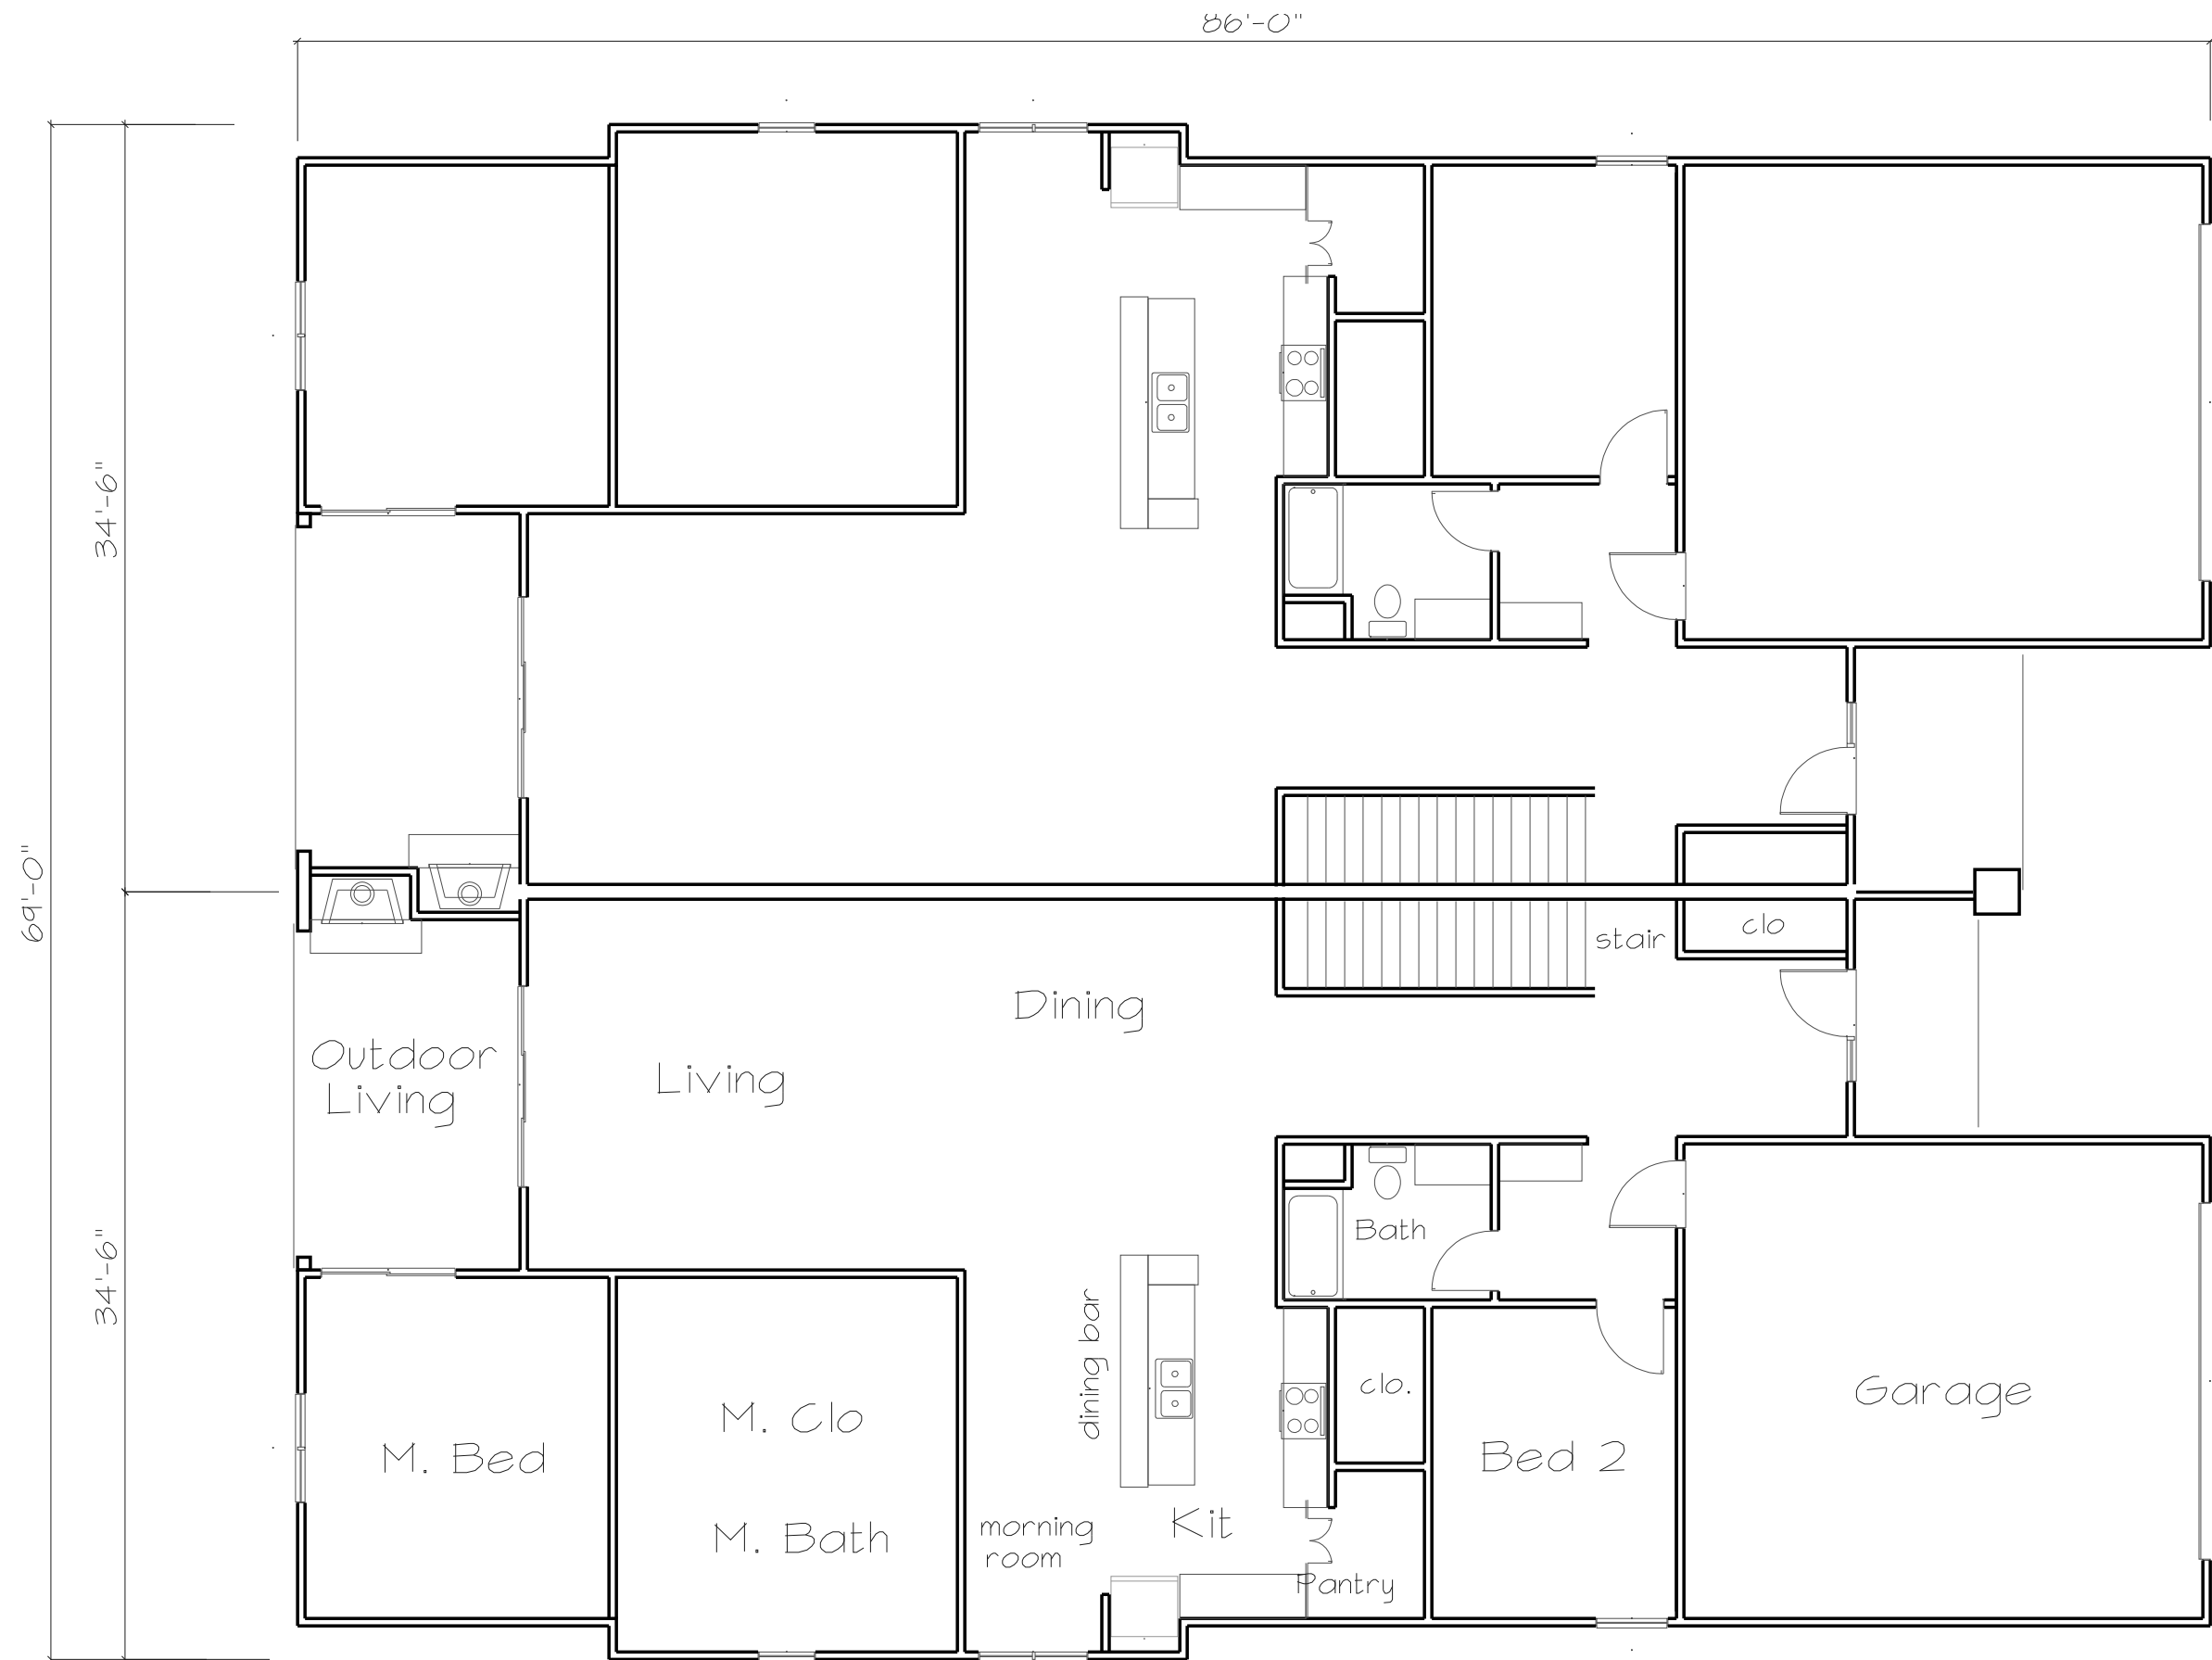 86'-0"
34'-6"
69'-0"
34'-6"
clo
stair
Dining
Outdoor
Living
Living
Bath
dining bar
clo.
Garage
M. Clo
M. Bed
Bed 2
M. Bath
morning
room
Kit
Pantry